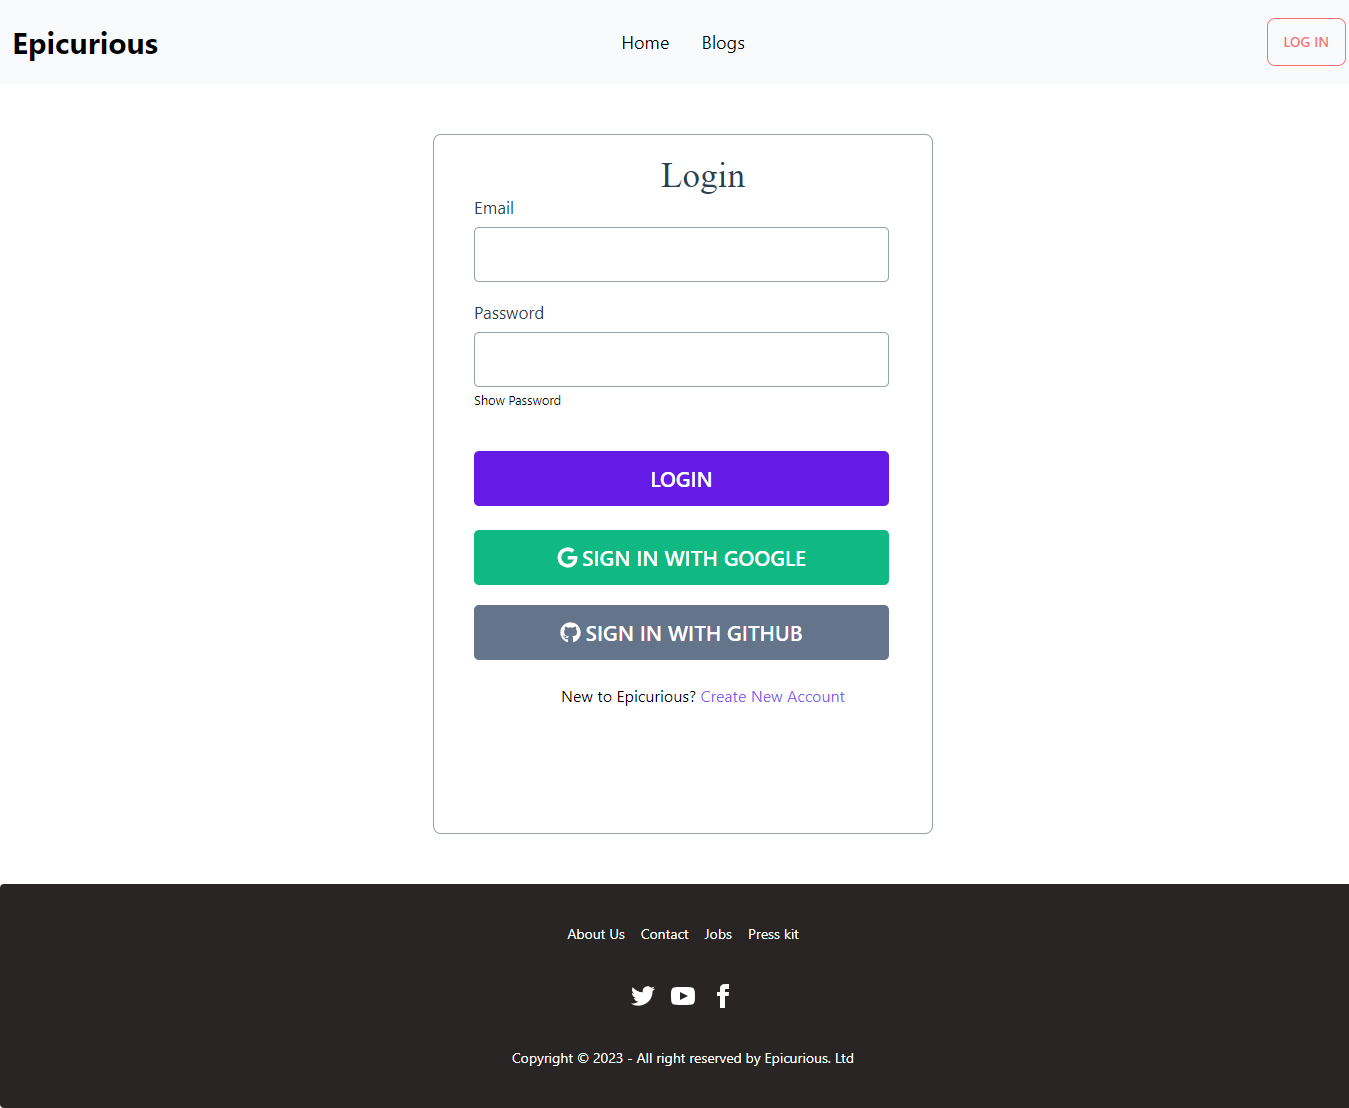 Epicurious Home Blogs LOG IN
Login
Email
Password
Show Password
LOGIN
SIGN IN WITH GOOGLE
SIGN IN WITH GITHUB
New to Epicurious? Create New Account
About Us Contact Jobs Press kit
Copyright © 2023 - All right reserved by Epicurious. Ltd